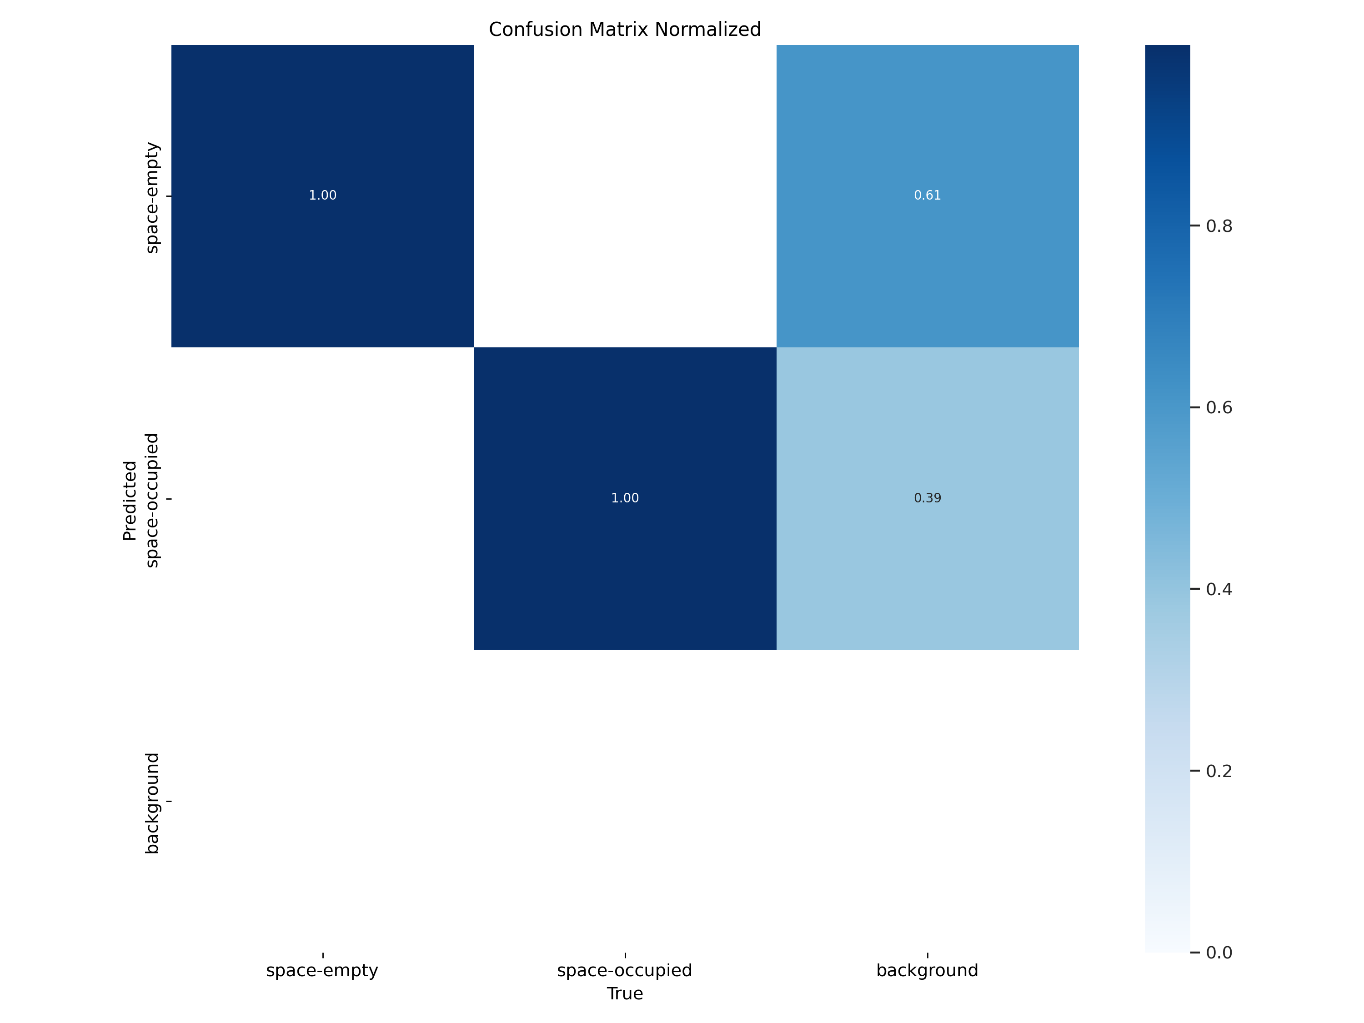 Confusion Matrix Normalized
space-empty
1.00
0.61
0.8
0.6
Predicted
space-occupied
1.00
0.39
0.4
background
0.2
0.0
space-empty
space-occupied
background
True